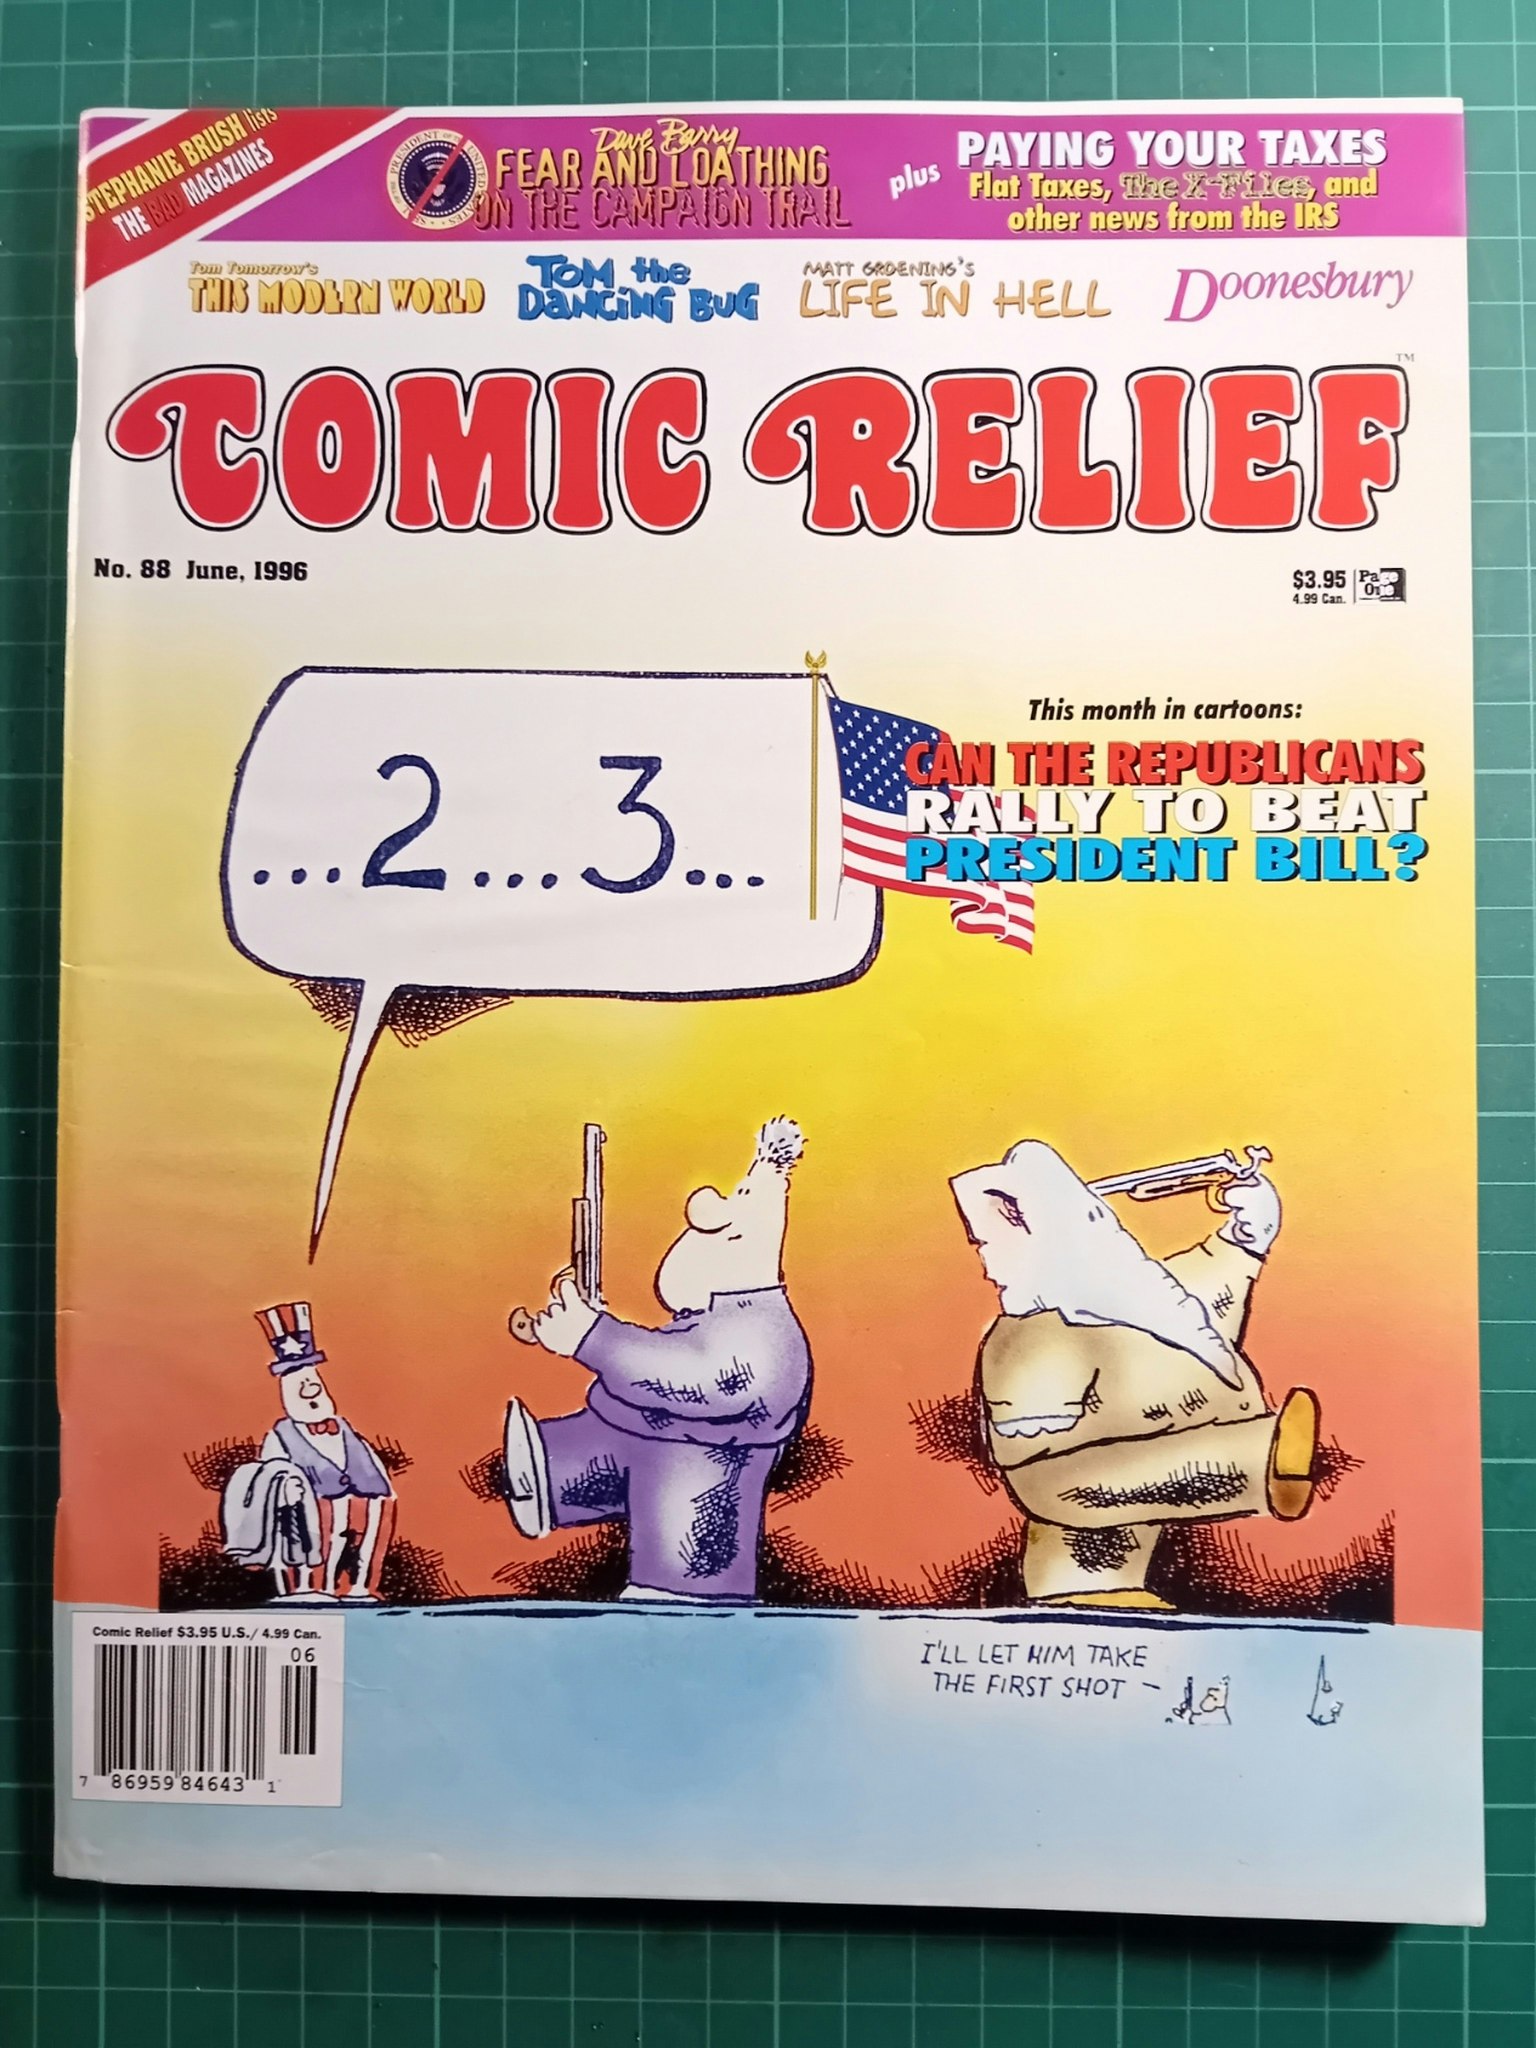 STEPHANIE BRUSH lists
THE BAD MAGAZINES
Dave Barry
FEAR AND LOATHING
ON THE CAMPAIGN TRAIL
plus
PAYING YOUR TAXES
Flat Taxes, The X-Files, and
other news from the IRS
Tom Tomorrow's
THIS MODERN WORLD
TOM the
DANCING BUG
MATT GROENING'S
LIFE IN HELL
Doonesbury
COMIC RELIEF TM
No. 88 June, 1996
$3.95
4.99 Can.
Page
One
...2...3...
This month in cartoons:
CAN THE REPUBLICANS
RALLY TO BEAT
PRESIDENT BILL?
I'LL LET HIM TAKE
THE FIRST SHOT —
Comic Relief $3.95 U.S./ 4.99 Can.
06
7 86959 84643 1